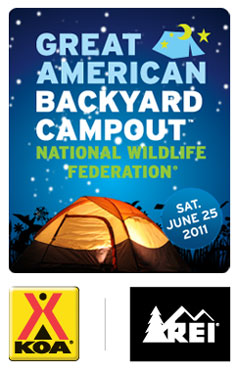 GREAT
AMERICAN
BACKYARD
CAMPOUT™
NATIONAL WILDLIFE
FEDERATION®
SAT.
JUNE 25
2011
KOA®
REI®